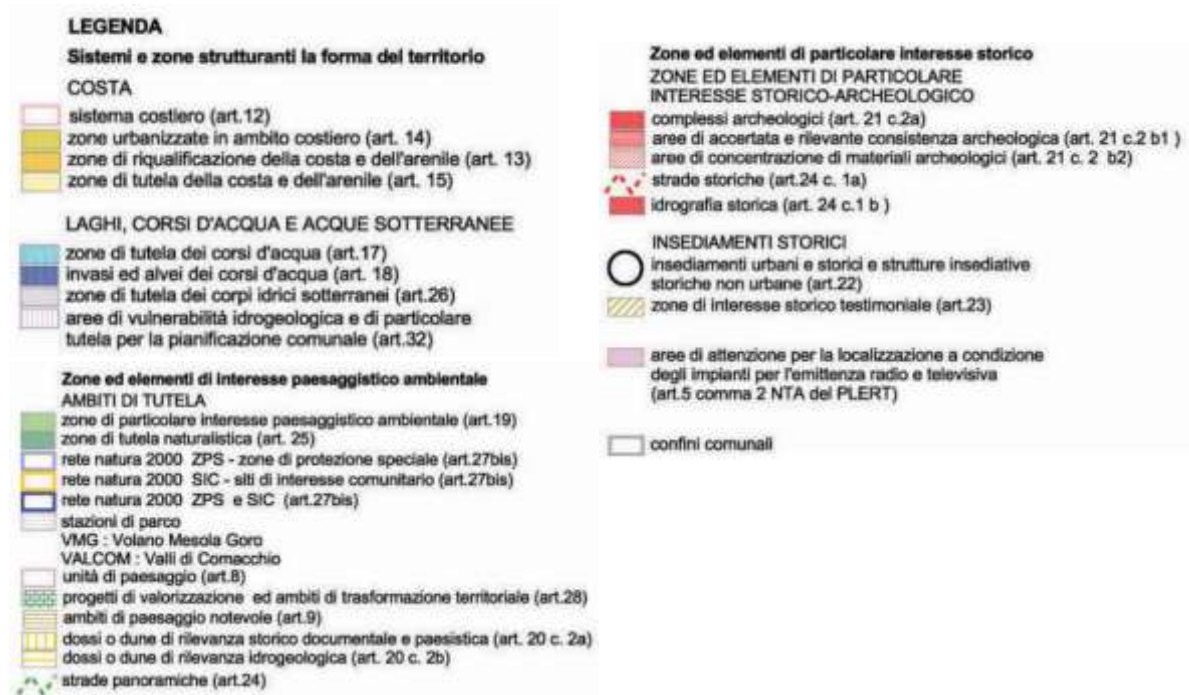 LEGENDA
Sistemi e zone strutturanti la forma del territorio
COSTA
sistema costiero (art.12)
zone urbanizzate in ambito costiero (art. 14)
zone di riqualificazione della costa e dell'arenile (art. 13)
zone di tutela della costa e dell'arenile (art. 15)
LAGHI, CORSI D'ACQUA E ACQUE SOTTERRANEE
zone di tutela dei corsi d'acqua (art.17)
invasi ed alvei dei corsi d'acqua (art. 18)
zone di tutela dei corpi idrici sotterranei (art.26)
aree di vulnerabilità idrogeologica e di particolare
tutela per la pianificazione comunale (art.32)
Zone ed elementi di interesse paesaggistico ambientale
AMBITI DI TUTELA
zone di particolare interesse paesaggistico ambientale (art.19)
zone di tutela naturalistica (art. 25)
rete natura 2000 ZPS - zone di protezione speciale (art.27bis)
rete natura 2000 SIC - siti di interesse comunitario (art.27bis)
rete natura 2000 ZPS e SIC (art.27bis)
stazioni di parco
VMG : Volano Mesola Goro
VALCOM : Valli di Comacchio
unità di paesaggio (art.8)
progetti di valorizzazione ed ambiti di trasformazione territoriale (art.28)
ambiti di paesaggio notevole (art.9)
dossi o dune di rilevanza storico documentale e paesistica (art. 20 c. 2a)
dossi o dune di rilevanza idrogeologica (art. 20 c. 2b)
strade panoramiche (art.24)
Zone ed elementi di particolare interesse storico
ZONE ED ELEMENTI DI PARTICOLARE
INTERESSE STORICO-ARCHEOLOGICO
complessi archeologici (art. 21 c.2a)
aree di accertata e rilevante consistenza archeologica (art. 21 c.2 b1 )
aree di concentrazione di materiali archeologici (art. 21 c. 2 b2)
strade storiche (art.24 c. 1a)
idrografia storica (art. 24 c.1 b )
INSEDIAMENTI STORICI
insediamenti urbani e storici e strutture insediative
storiche non urbane (art.22)
zone di interesse storico testimoniale (art.23)
aree di attenzione per la localizzazione a condizione
degli impianti per l'emittenza radio e televisiva
(art.5 comma 2 NTA del PLERT)
confini comunali